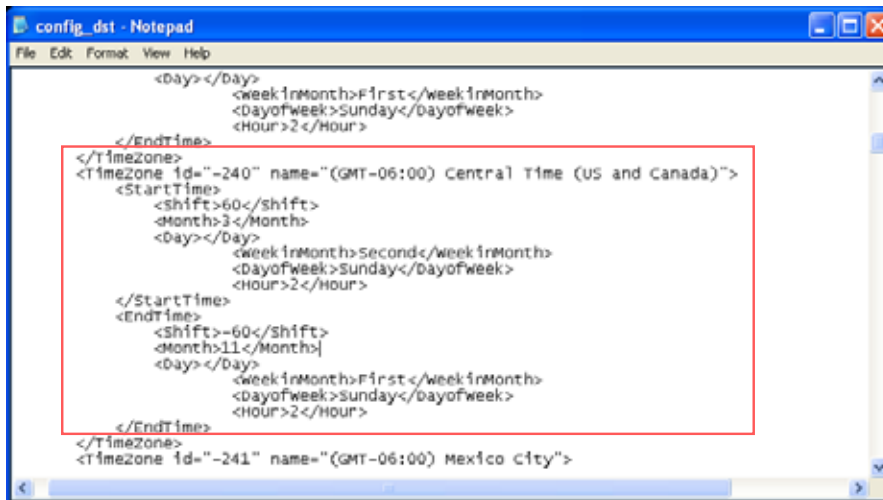 config_dst - Notepad
File Edit Format View Help
<Day></Day>
<WeekinMonth>First</WeekinMonth>
<DayofWeek>Sunday</DayofWeek>
<Hour>2</Hour>
</EndTime>
</TimeZone>
<TimeZone id="-240" name="(GMT-06:00) Central Time (US and Canada)">
<StartTime>
<Shift>60</Shift>
<Month>3</Month>
<Day></Day>
<WeekinMonth>Second</WeekinMonth>
<DayofWeek>Sunday</DayofWeek>
<Hour>2</Hour>
</StartTime>
<EndTime>
<Shift>-60</Shift>
<Month>11</Month>
<Day></Day>
<WeekinMonth>First</WeekinMonth>
<DayofWeek>Sunday</DayofWeek>
<Hour>2</Hour>
</EndTime>
</TimeZone>
<TimeZone id="-241" name="(GMT-06:00) Mexico City">